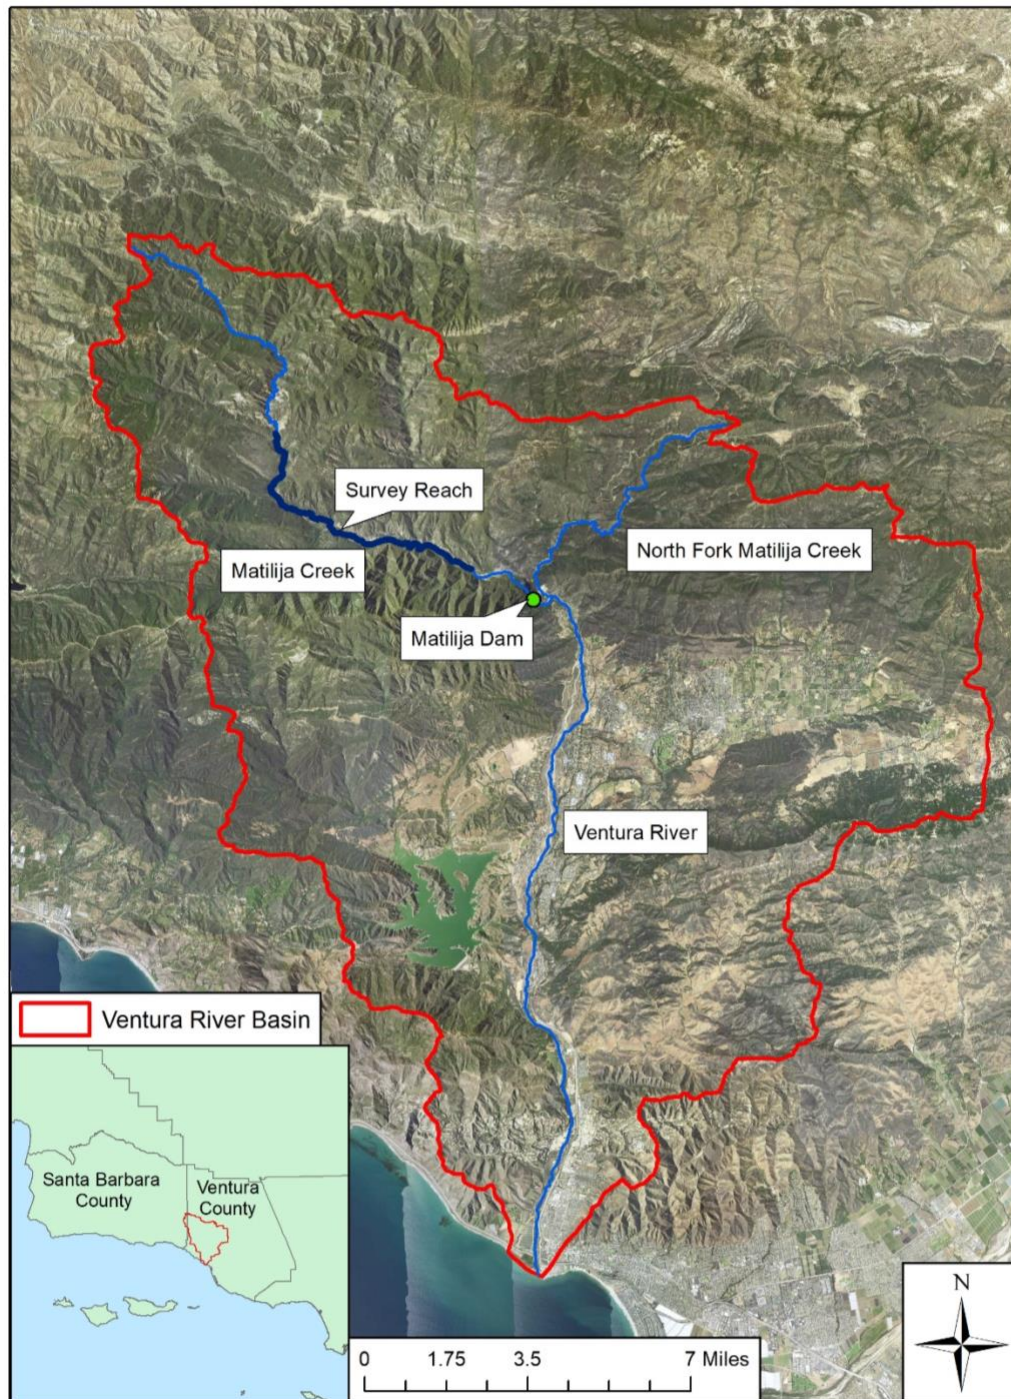 Survey Reach
North Fork Matilija Creek
Matilija Creek
Matilija Dam
Ventura River
Ventura River Basin
Santa Barbara
County
Ventura
County
N
0 1.75 3.5 7 Miles